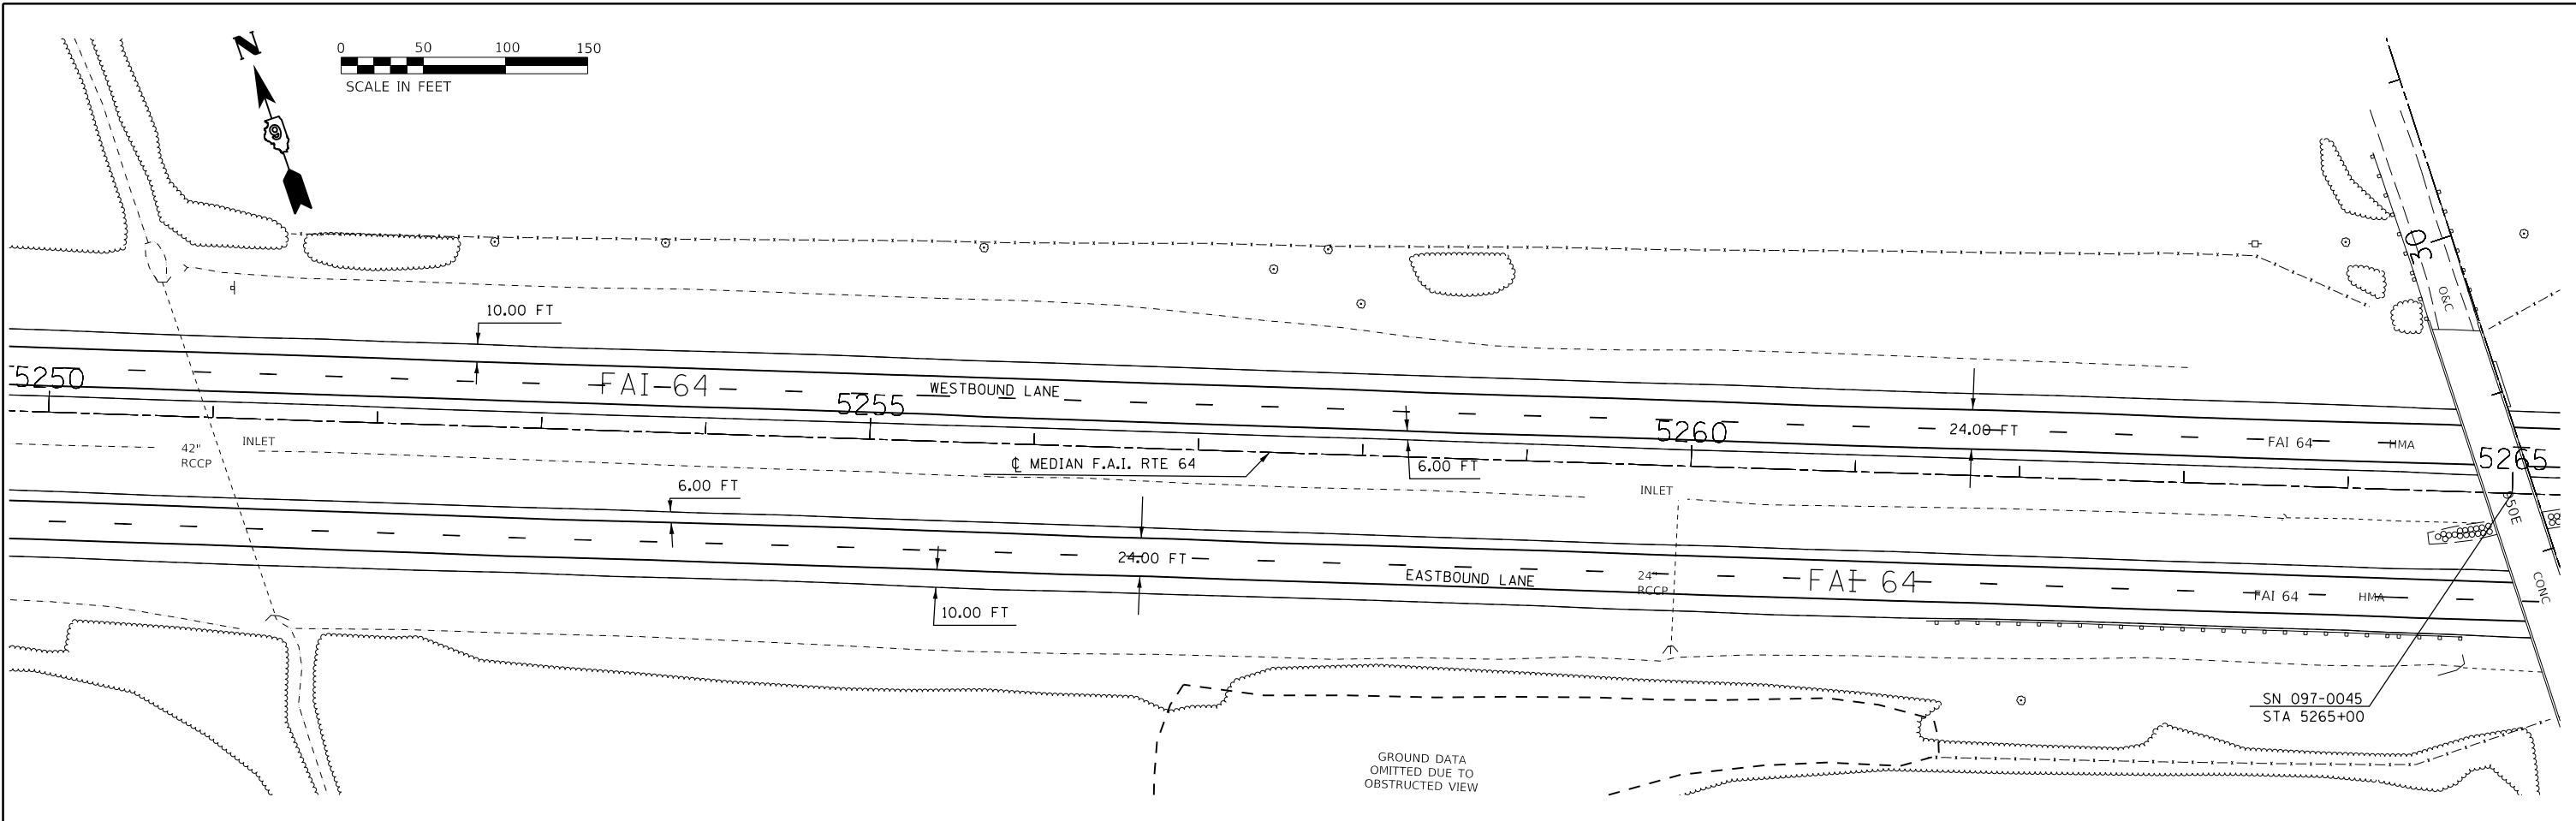 N
0 50 100 150
SCALE IN FEET
9
30
O&C
10.00 FT
5250
FAI-64
WESTBOUND LANE
5255
5260
24.00 FT
FAI 64
HMA
5265
42"
RCCP
INLET
℄ MEDIAN F.A.I. RTE 64
6.00 FT
6.00 FT
INLET
950E
24.00 FT
EASTBOUND LANE
24"
RCCP
FAI 64
FAI 64
HMA
CONC
10.00 FT
SN 097-0045
STA 5265+00
GROUND DATA
OMITTED DUE TO
OBSTRUCTED VIEW